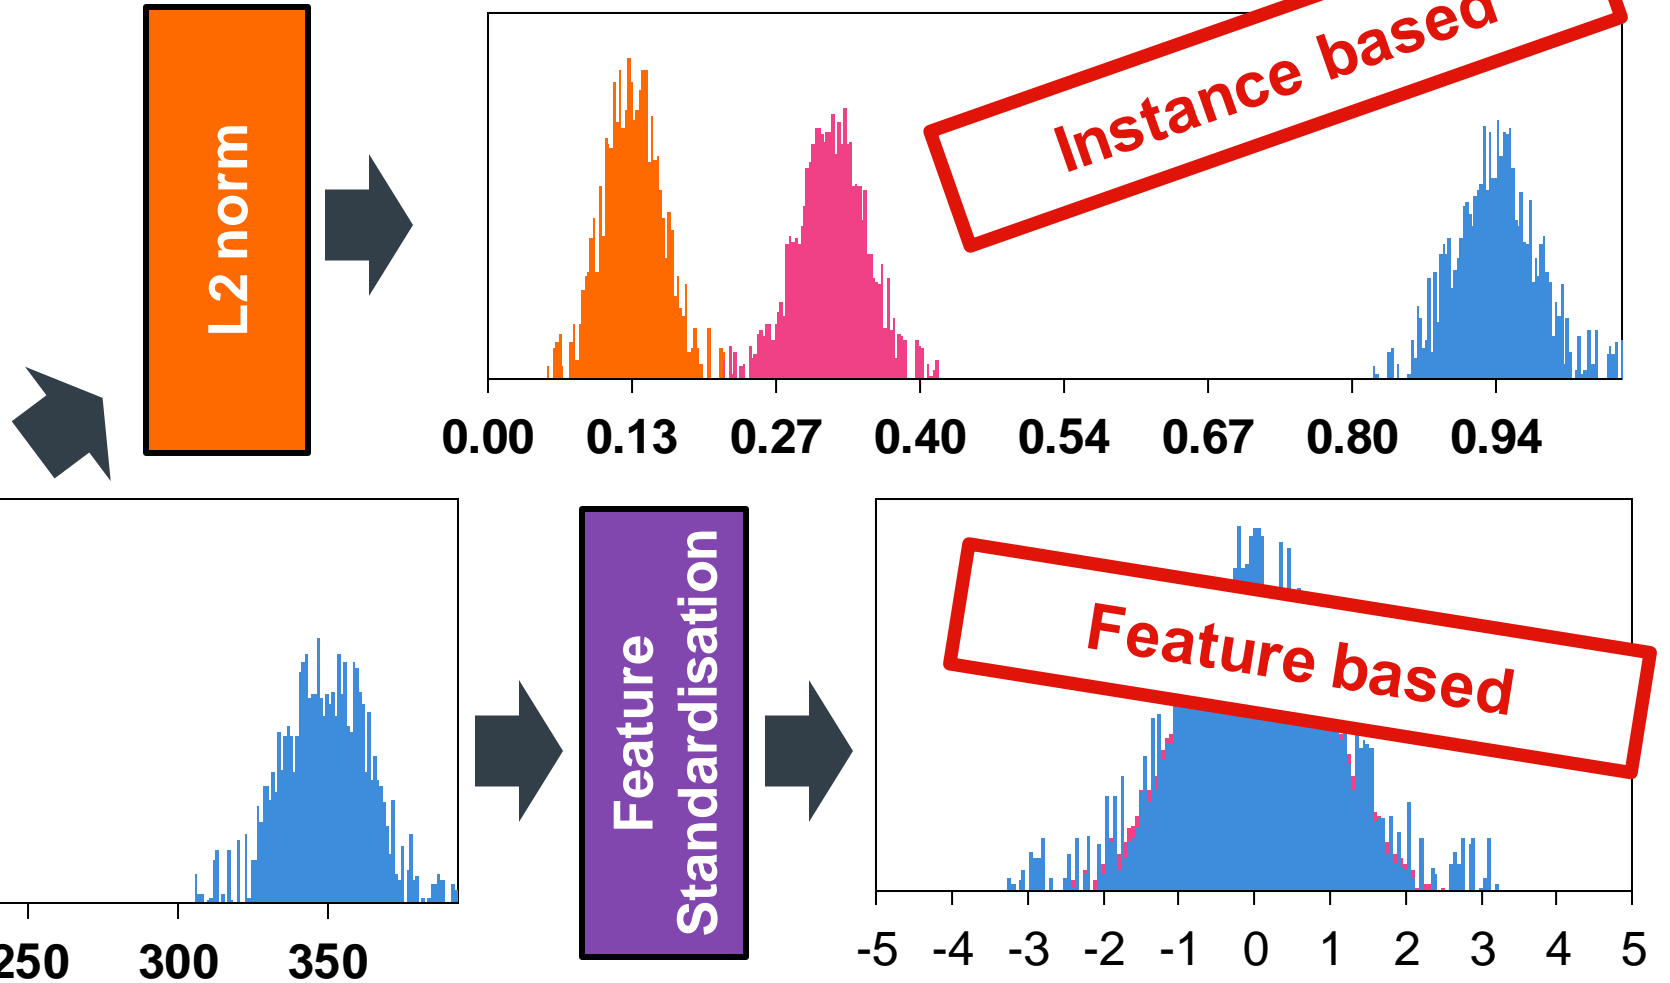 L2 norm
Instance based
0.00 0.13 0.27 0.40 0.54 0.67 0.80 0.94
250 300 350
Feature
Standardisation
Feature based
-5 -4 -3 -2 -1 0 1 2 3 4 5